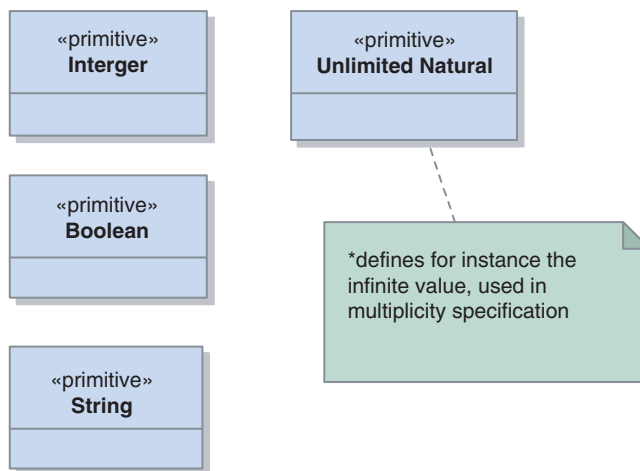 «primitive»
Interger
«primitive»
Unlimited Natural
«primitive»
Boolean
*defines for instance the
infinite value, used in
multiplicity specification
«primitive»
String